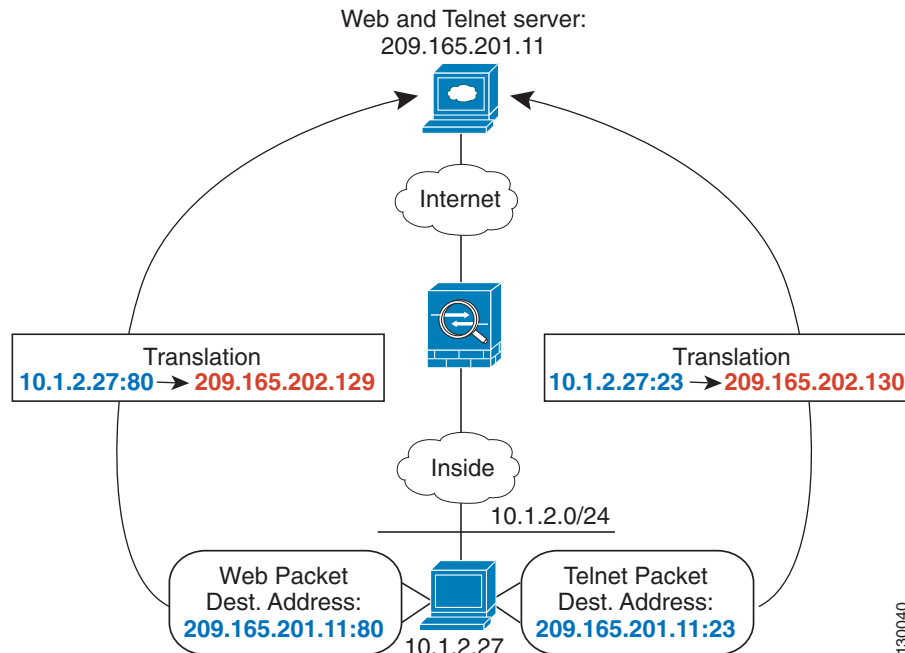 Web and Telnet server:
209.165.201.11
Internet
Translation
10.1.2.27:80 209.165.202.129
Translation
10.1.2.27:23 209.165.202.130
Inside
10.1.2.0/24
Web Packet
Dest. Address:
209.165.201.11:80
Telnet Packet
Dest. Address:
209.165.201.11:23
10.1.2.27
130040